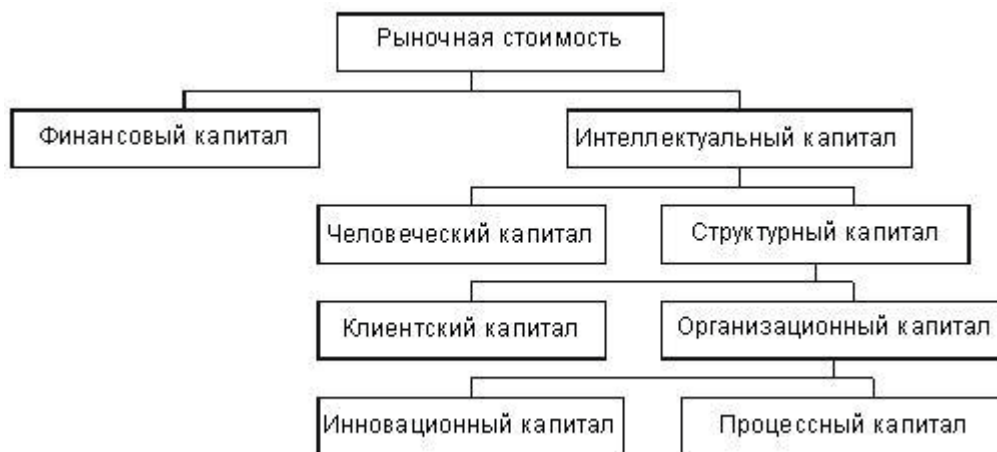 Рыночная стоимость
Финансовый капитал
Интеллектуальный капитал
Человеческий капитал
Структурный капитал
Клиентский капитал
Организационный капитал
Инновационный капитал
Процессный капитал